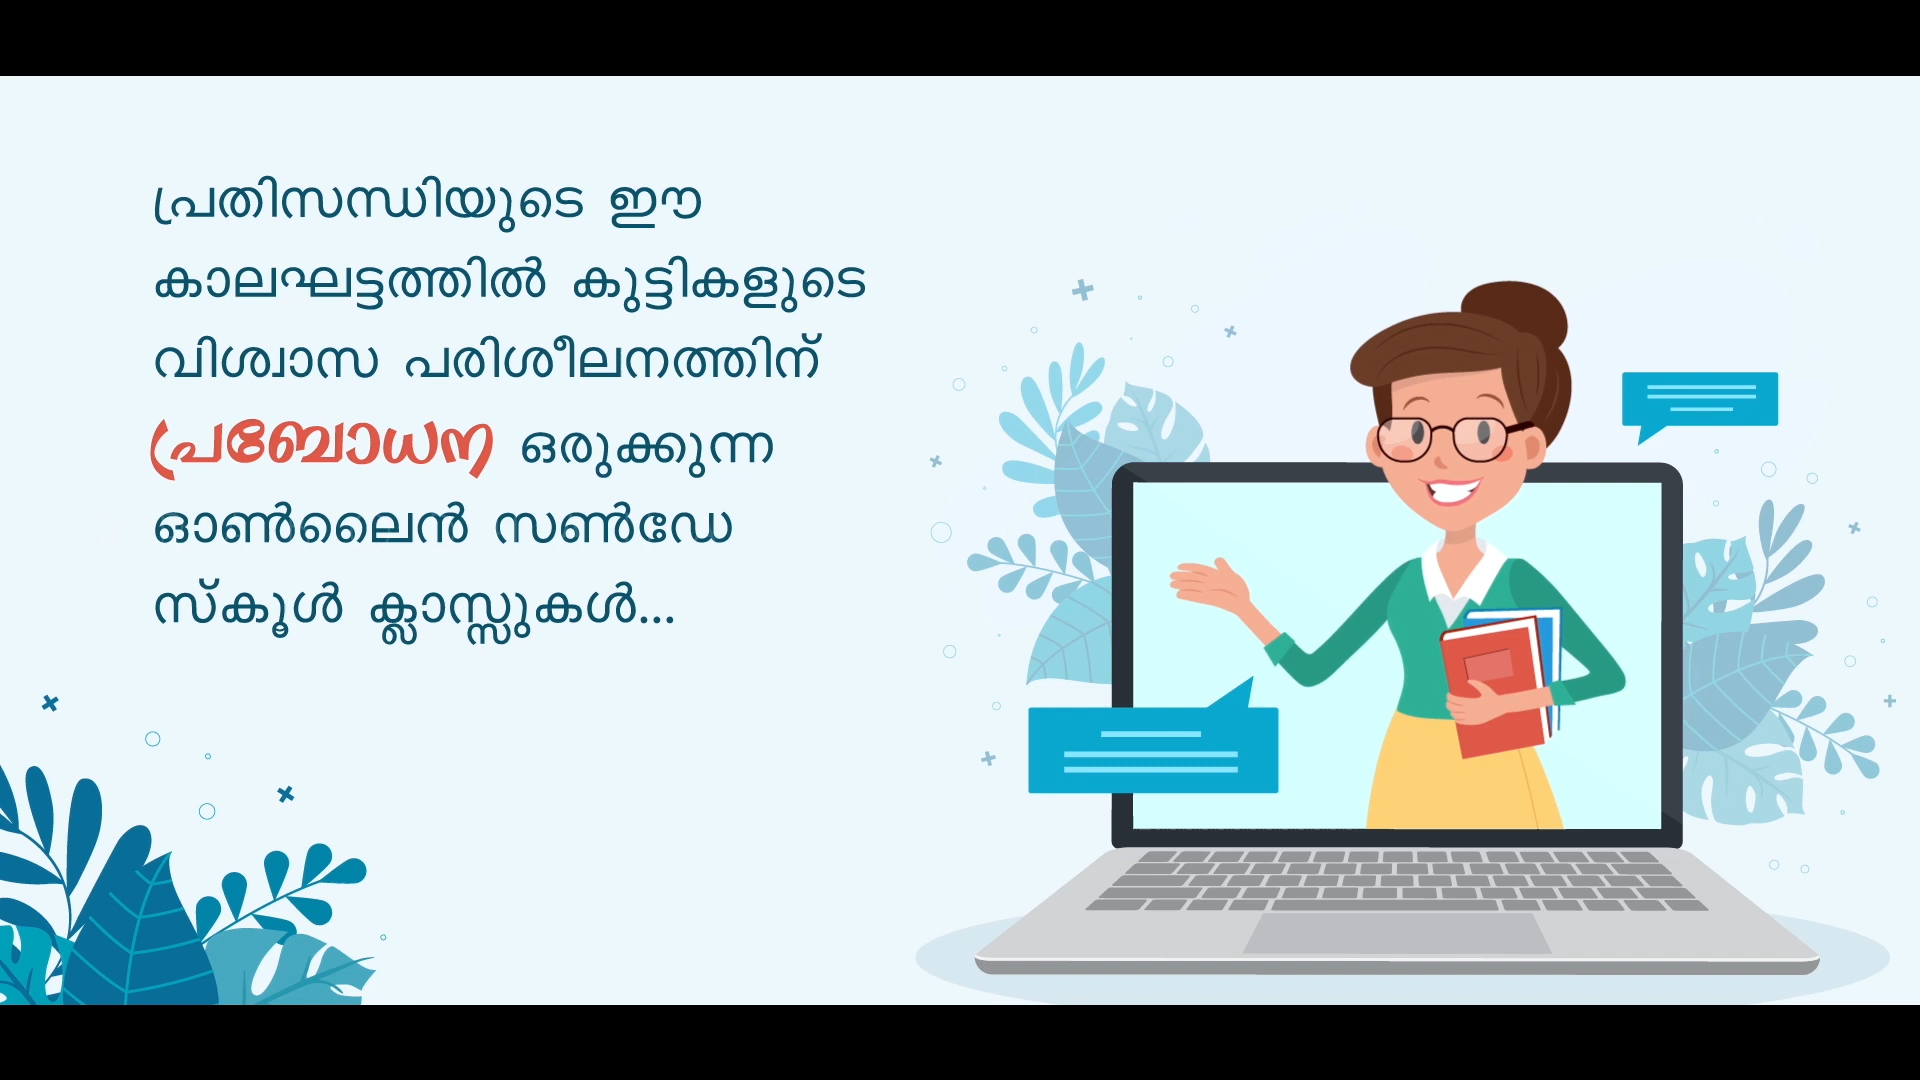 പ്രതിസന്ധിയുടെ ഈ
കാലഘട്ടത്തിൽ കുട്ടികളുടെ
വിശ്വാസ പരിശീലനത്തിന്
പ്രബോധന ഒരുക്കുന്ന
ഓൺലൈൻ സൺഡേ
സ്കൂൾ ക്ലാസ്സുകൾ...